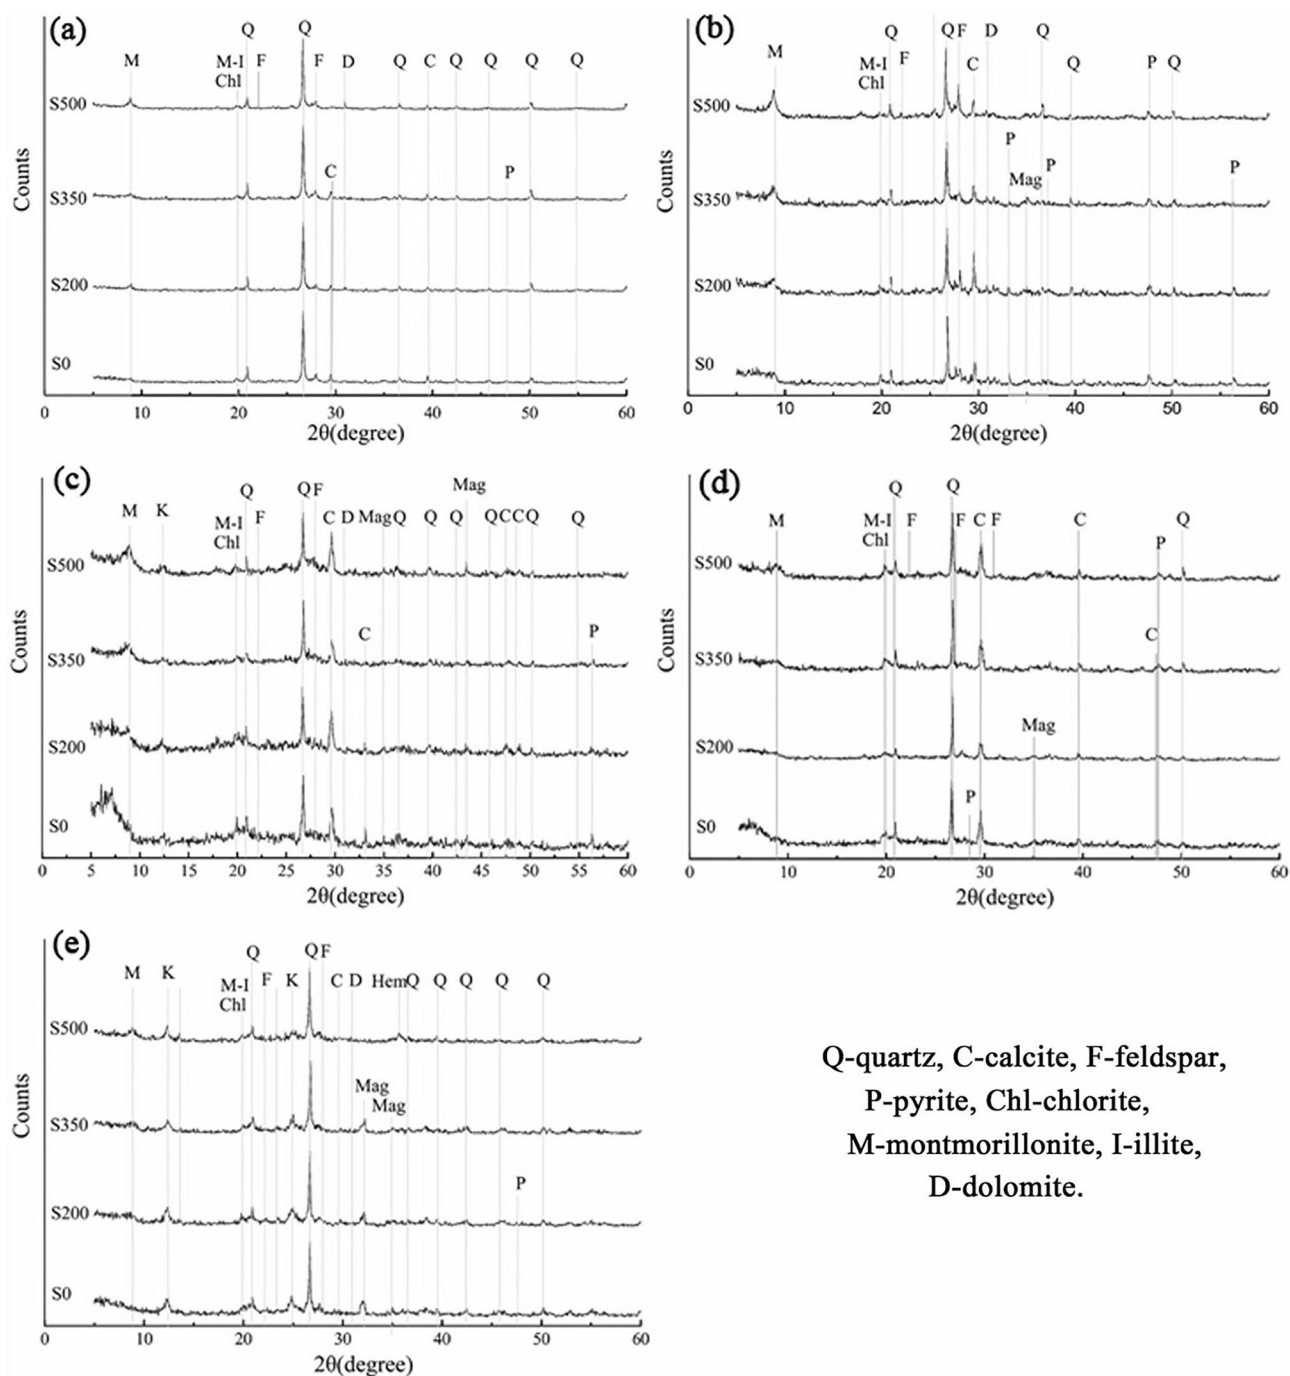 (a)
Q Q
M M-I F F D Q C Q Q Q Q
Chl
S500
C P
S350
S200
S0
Counts
0 10 20 30 40 50 60
2θ(degree)
(b)
Q Q F D Q
M M-I F C Q P Q
Chl
S500
P
Mag P P
S350
S200
S0
Counts
0 10 20 30 40 50 60
2θ(degree)
(c)
Mag
Q Q F
M K M-I F C D Mag Q Q Q Q C C Q Q
Chl
S500
C P
S350
S200
S0
Counts
0 5 10 15 20 25 30 35 40 45 50 55 60
2θ(degree)
(d)
Q Q
M M-I F F C F C Q
Chl P
S500
C
S350
Mag
S200
P
S0
Counts
0 10 20 30 40 50 60
2θ(degree)
(e)
Q Q F
M K M-I F K C D Hem Q Q Q Q Q
Chl
S500
Mag
Mag
S350
P
S200
S0
Counts
0 10 20 30 40 50 60
2θ(degree)
Q-quartz, C-calcite, F-feldspar,
P-pyrite, Chl-chlorite,
M-montmorillonite, I-illite,
D-dolomite.